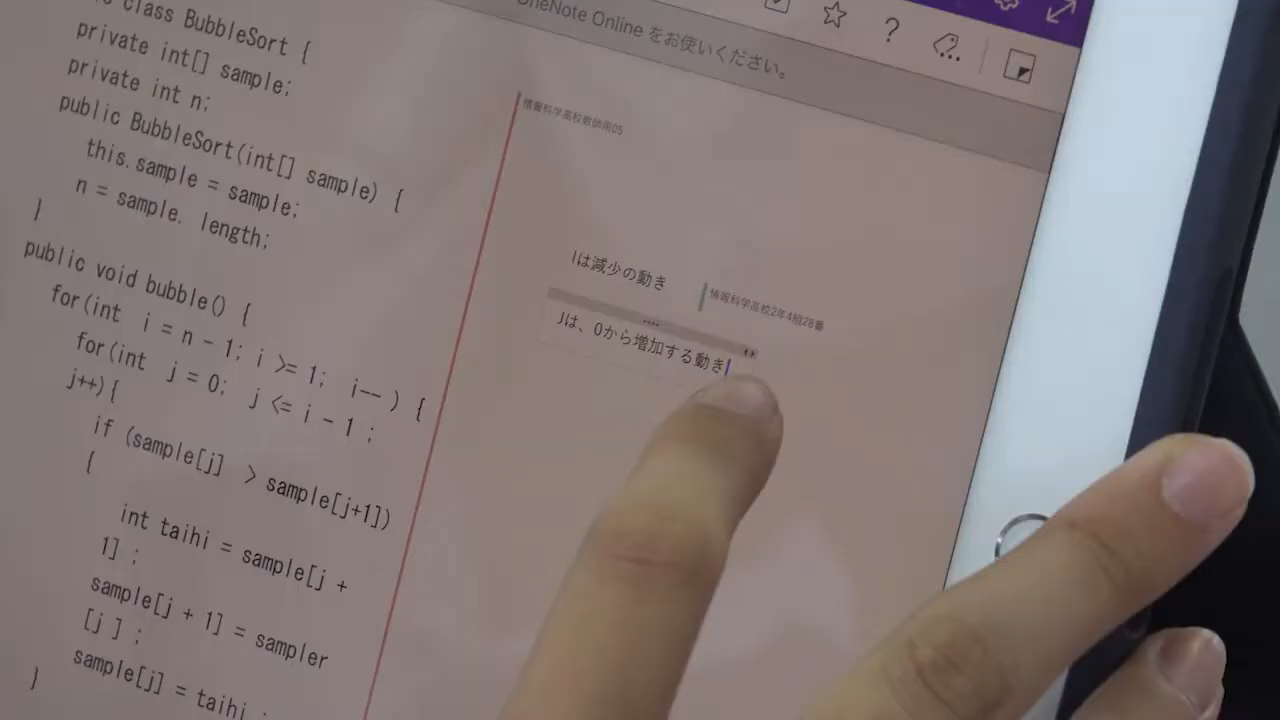 class BubbleSort {
private int[] sample;
private int n;
public BubbleSort(int[] sample) {
this.sample = sample;
n = sample. length;
}
public void bubble() {
for(int i = n - 1; i >= 1; i-- ) {
for(int j = 0; j <= i - 1 ;
j++){
if (sample[j] > sample[j+1])
{
int taihi = sample[j +
1] ;
sample[j + 1] = sampler
[j ] ;
sample[j] = taihi ;
}
OneNote Online をお使いください。
情報科学高校教師用05
Iは減少の動き
情報科学高校2年4組28番
Jは、0から増加する動き